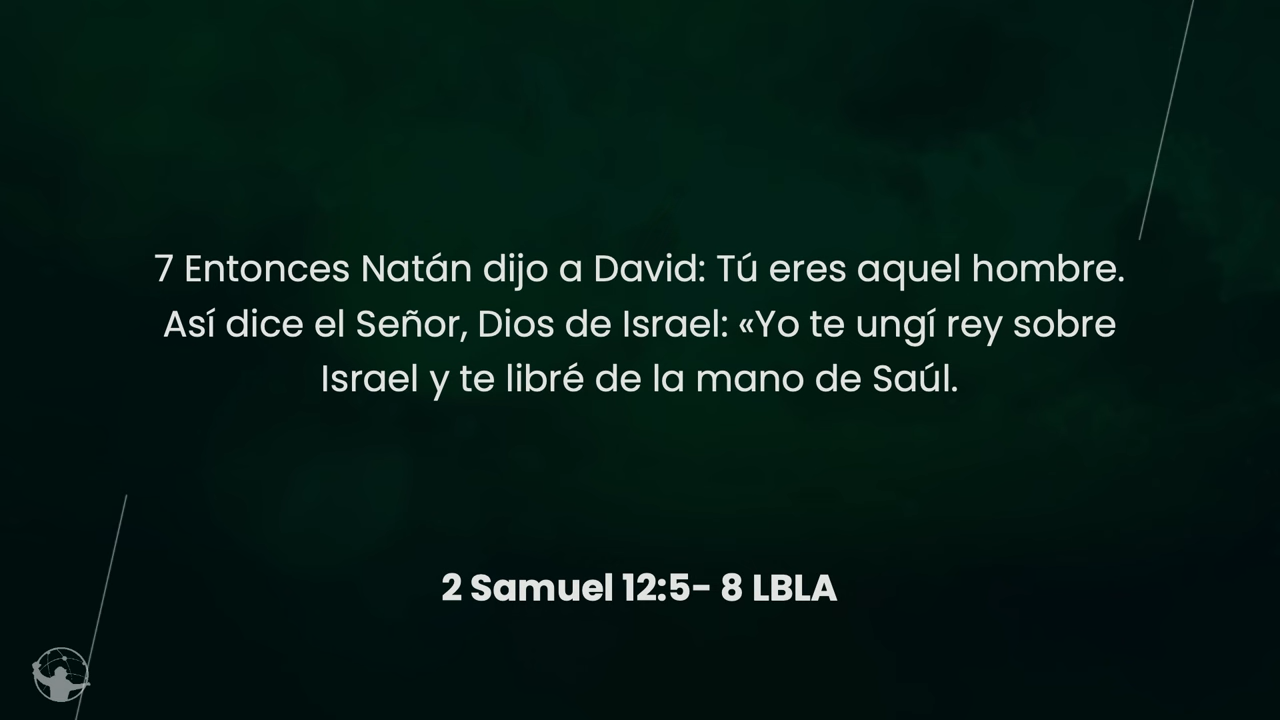 7 Entonces Natán dijo a David: Tú eres aquel hombre.
Así dice el Señor, Dios de Israel: «Yo te ungí rey sobre
Israel y te libré de la mano de Saúl.
2 Samuel 12:5- 8 LBLA